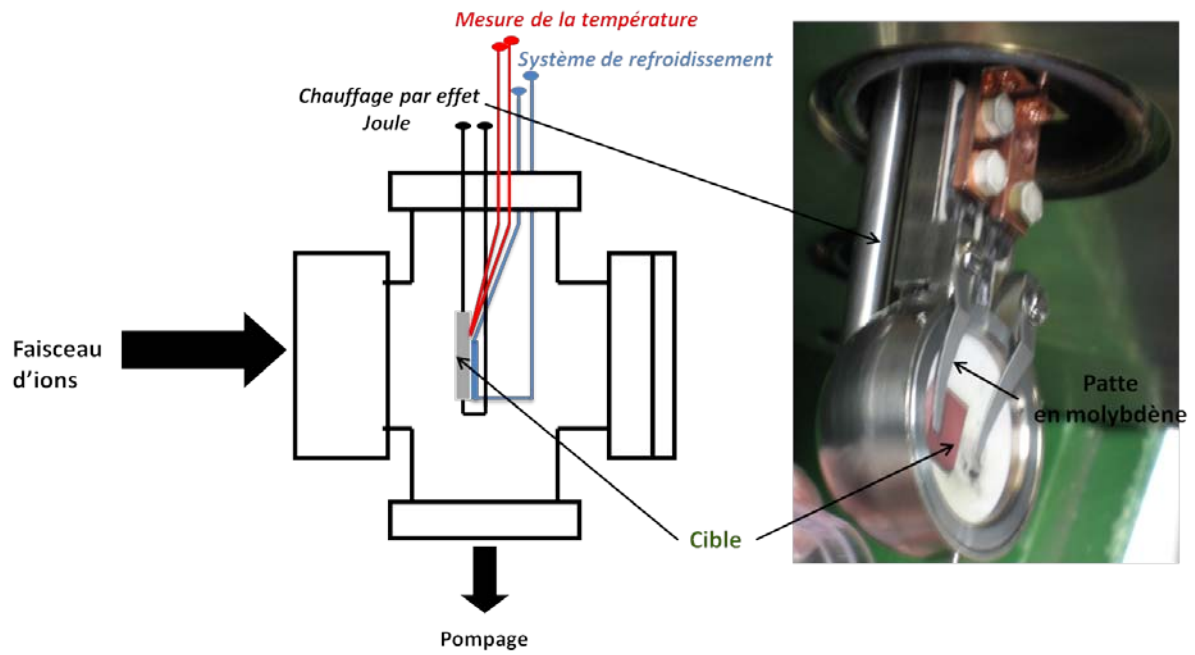 Mesure de la température
Système de refroidissement
Chauffage par effet
Joule
Faisceau
d'ions
Patte
en molybdène
Cible
Pompage